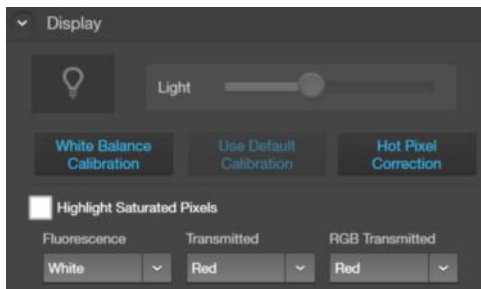 Display
Light
White Balance
Calibration
Use Default
Calibration
Hot Pixel
Correction
Highlight Saturated Pixels
Fluorescence
Transmitted
RGB Transmitted
White
Red
Red